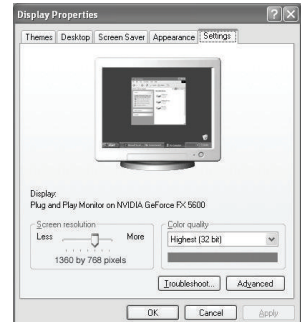 Display Properties
Themes Desktop Screen Saver Appearance Settings
Display:
Plug and Play Monitor on NVIDIA GeForce FX 5600
Screen resolution
Less More
1360 by 768 pixels
Color quality
Highest (32 bit)
Troubleshoot... Advanced
OK Cancel Apply